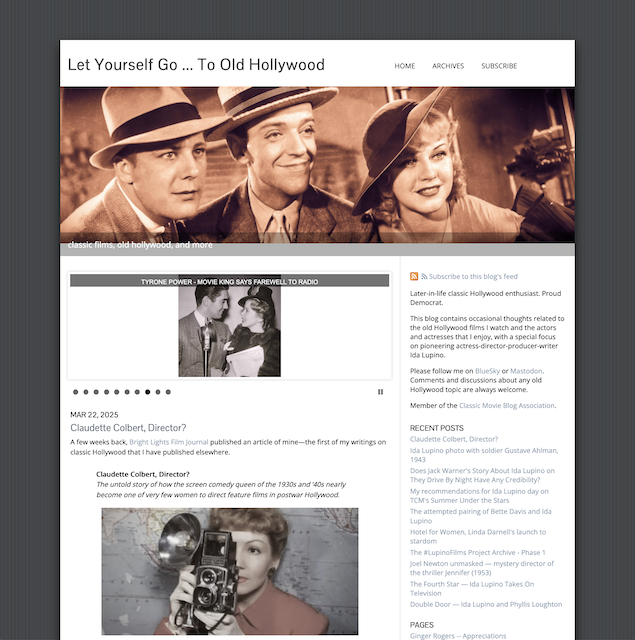 Let Yourself Go ... To Old Hollywood
HOME ARCHIVES SUBSCRIBE
classic films, old hollywood, and more
TYRONE POWER - MOVIE KING SAYS FAREWELL TO RADIO
MAR 22, 2025
Claudette Colbert, Director?
A few weeks back, Bright Lights Film Journal published an article of mine—the first of my writings on
classic Hollywood that I have published elsewhere.
Claudette Colbert, Director?
The untold story of how the screen comedy queen of the 1930s and '40s nearly
become one of very few women to direct feature films in postwar Hollywood.
Subscribe to this blog's feed
Later-in-life classic Hollywood enthusiast. Proud
Democrat.
This blog contains occasional thoughts related to
the old Hollywood films I watch and the actors
and actresses that I enjoy, with a special focus
on pioneering actress-director-producer-writer
Ida Lupino.
Please follow me on BlueSky or Mastodon.
Comments and discussions about any old
Hollywood topic are always welcome.
Member of the Classic Movie Blog Association.
RECENT POSTS
Claudette Colbert, Director?
Ida Lupino photo with soldier Gustave Ahlman,
1943
Does Jack Warner's Story About Ida Lupino on
They Drive By Night Have Any Credibility?
My recommendations for Ida Lupino day on
TCM's Summer Under the Stars
The attempted pairing of Bette Davis and Ida
Lupino
Hotel for Women, Linda Darnell's launch to
stardom
The #LupinoFilms Project Archive - Phase 1
Joel Newton unmasked — mystery director of
the thriller Jennifer (1953)
The Fourth Star — Ida Lupino Takes On
Television
Double Door — Ida Lupino and Phyllis Loughton
PAGES
Ginger Rogers -- Appreciations